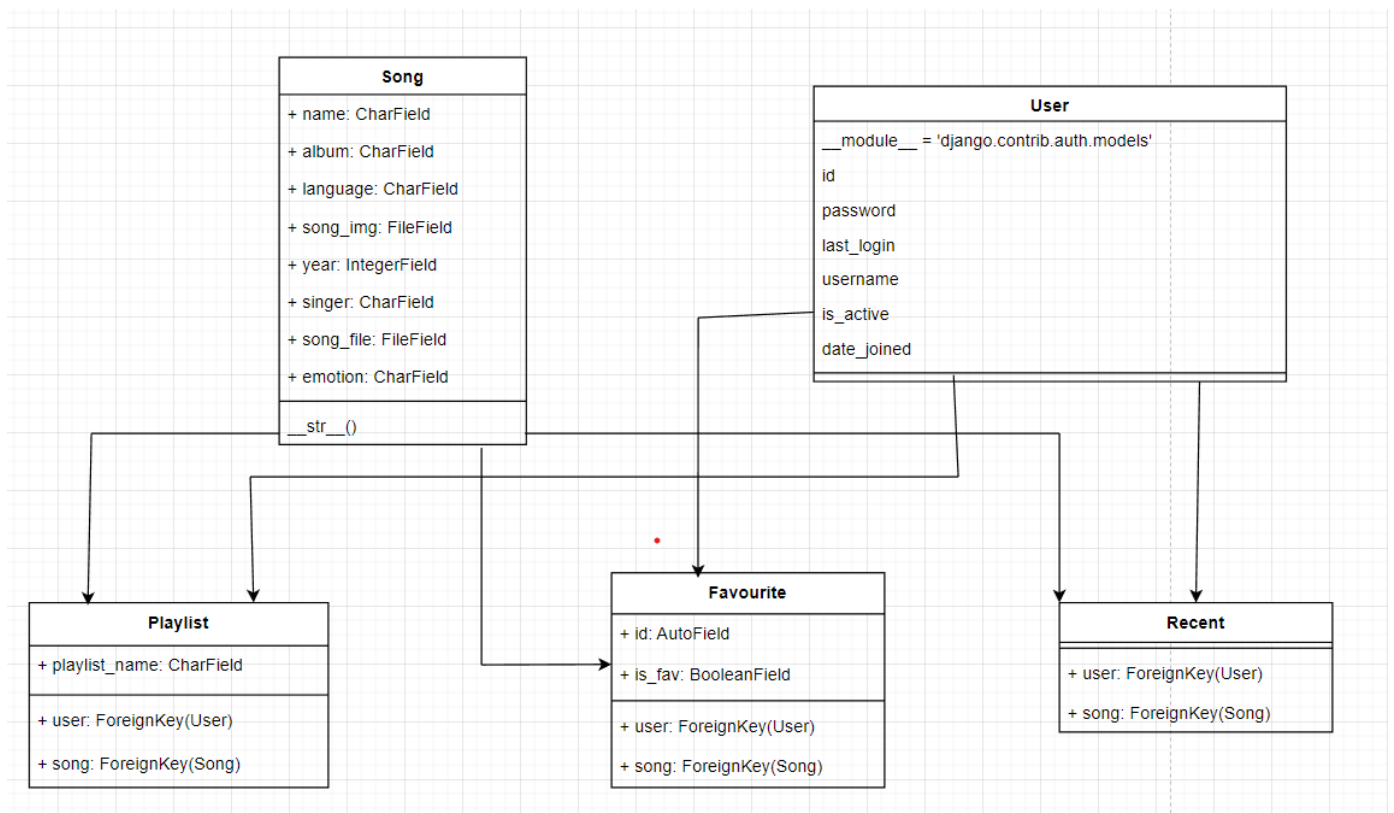 Song
+ name: CharField
+ album: CharField
+ language: CharField
+ song_img: FileField
+ year: IntegerField
+ singer: CharField
+ song_file: FileField
+ emotion: CharField
__str__()
User
__module__ = 'django.contrib.auth.models'
id
password
last_login
username
is_active
date_joined
Playlist
+ playlist_name: CharField
+ user: ForeignKey(User)
+ song: ForeignKey(Song)
Favourite
+ id: AutoField
+ is_fav: BooleanField
+ user: ForeignKey(User)
+ song: ForeignKey(Song)
Recent
+ user: ForeignKey(User)
+ song: ForeignKey(Song)